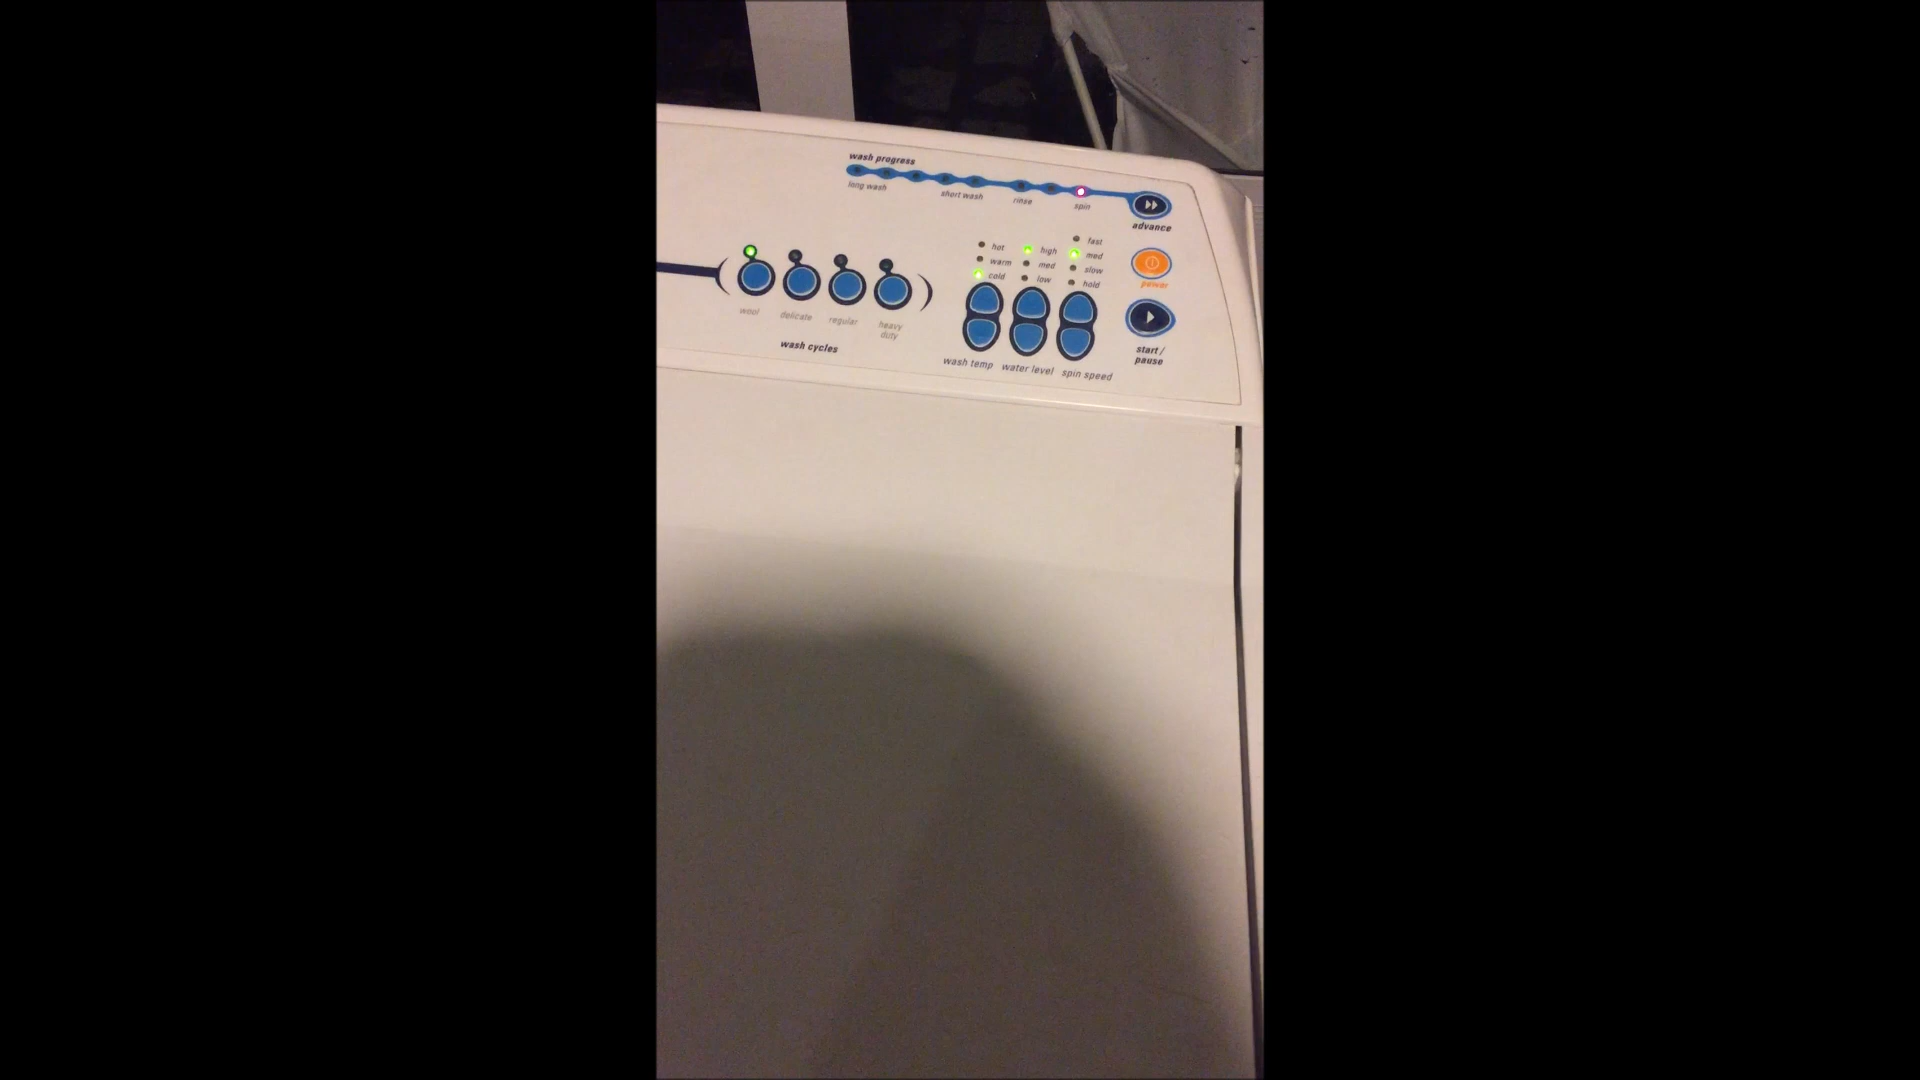 wash progress
long wash
short wash
rinse
spin
advance
hot
warm
cold
high
med
low
fast
med
slow
hold
power
wool
delicate
regular
heavy
duty
wash cycles
wash temp
water level
spin speed
start /
pause